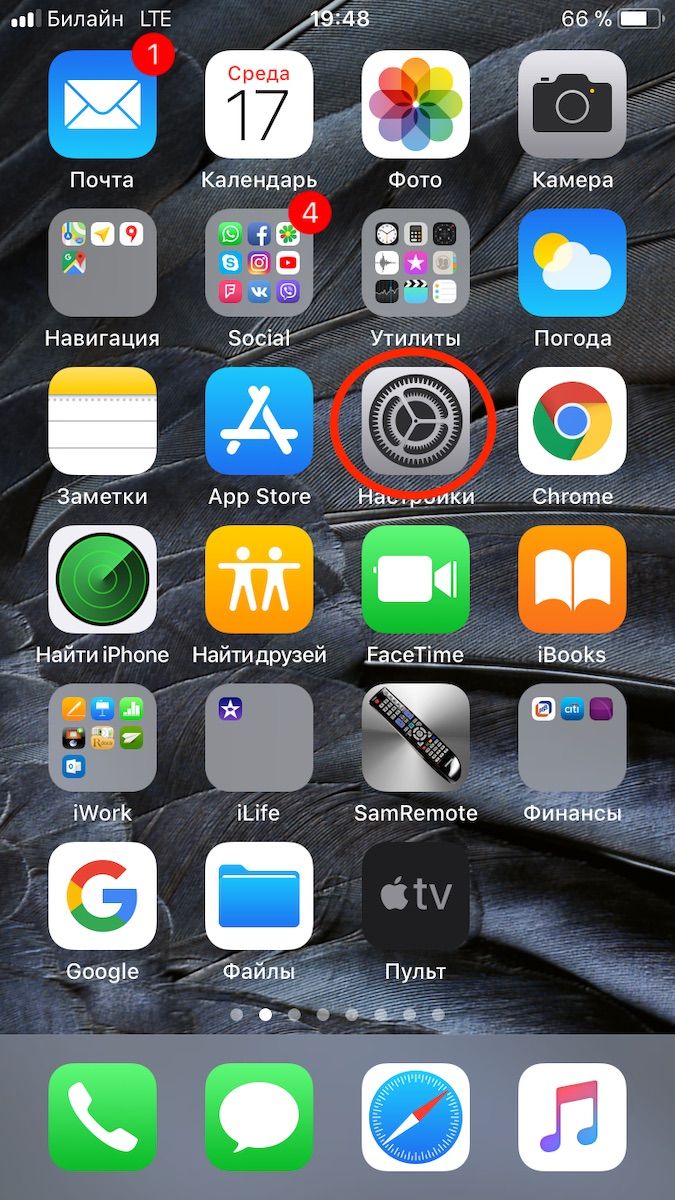 Билайн LTE 19:48 66 %
1
Среда
17
Почта Календарь Фото Камера
4
Навигация Social Утилиты Погода
Заметки App Store Настройки Chrome
Найти iPhone Найти друзей FaceTime iBooks
citi
iWork iLife SamRemote Финансы
tv
Google Файлы Пульт